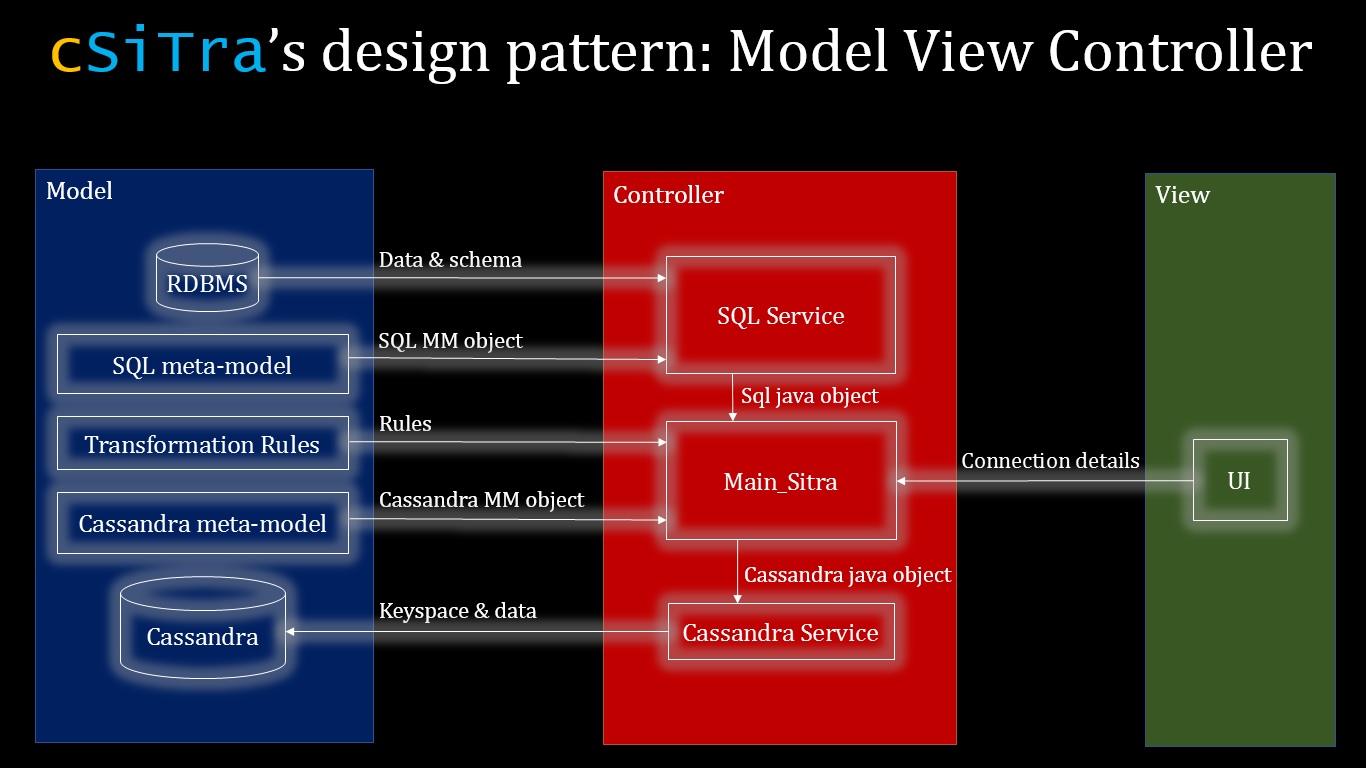 cSiTra’s design pattern: Model View Controller
Model
RDBMS
SQL meta-model
Transformation Rules
Cassandra meta-model
Cassandra
Data & schema
SQL MM object
Rules
Cassandra MM object
Keyspace & data
Controller
SQL Service
Sql java object
Main_Sitra
Cassandra java object
Cassandra Service
Connection details
View
UI